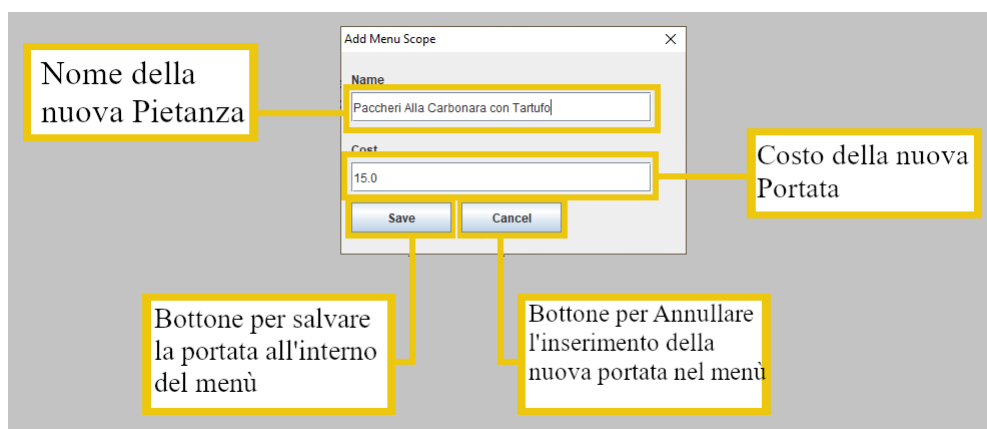 Add Menu Scope
Nome della
nuova Pietanza
Name
Paccheri Alla Carbonara con Tartufo
Cost
15.0
Costo della nuova
Portata
Save
Cancel
Bottone per salvare
la portata all'interno
del menù
Bottone per Annullare
l'inserimento della
nuova portata nel menù